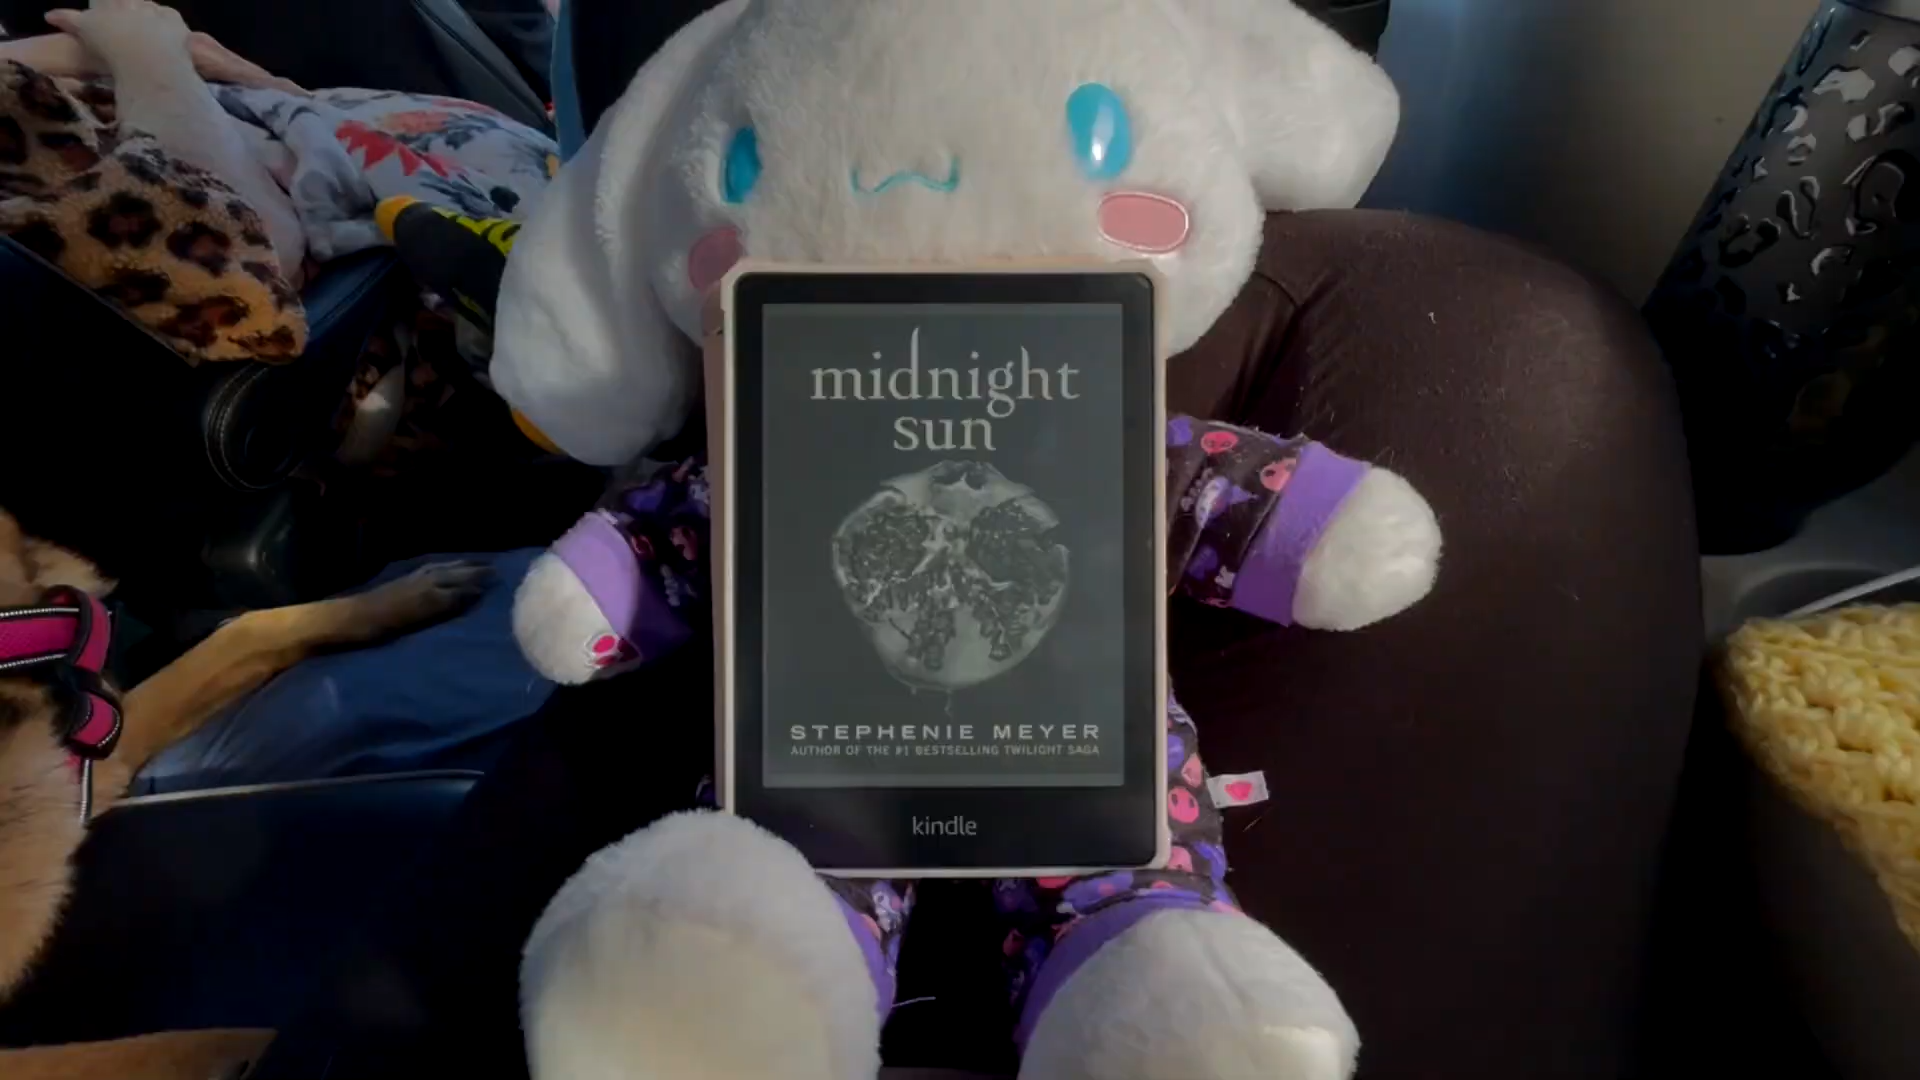 midnight
sun
STEPHENIE MEYER
AUTHOR OF THE #1 BESTSELLING TWILIGHT SAGA
kindle